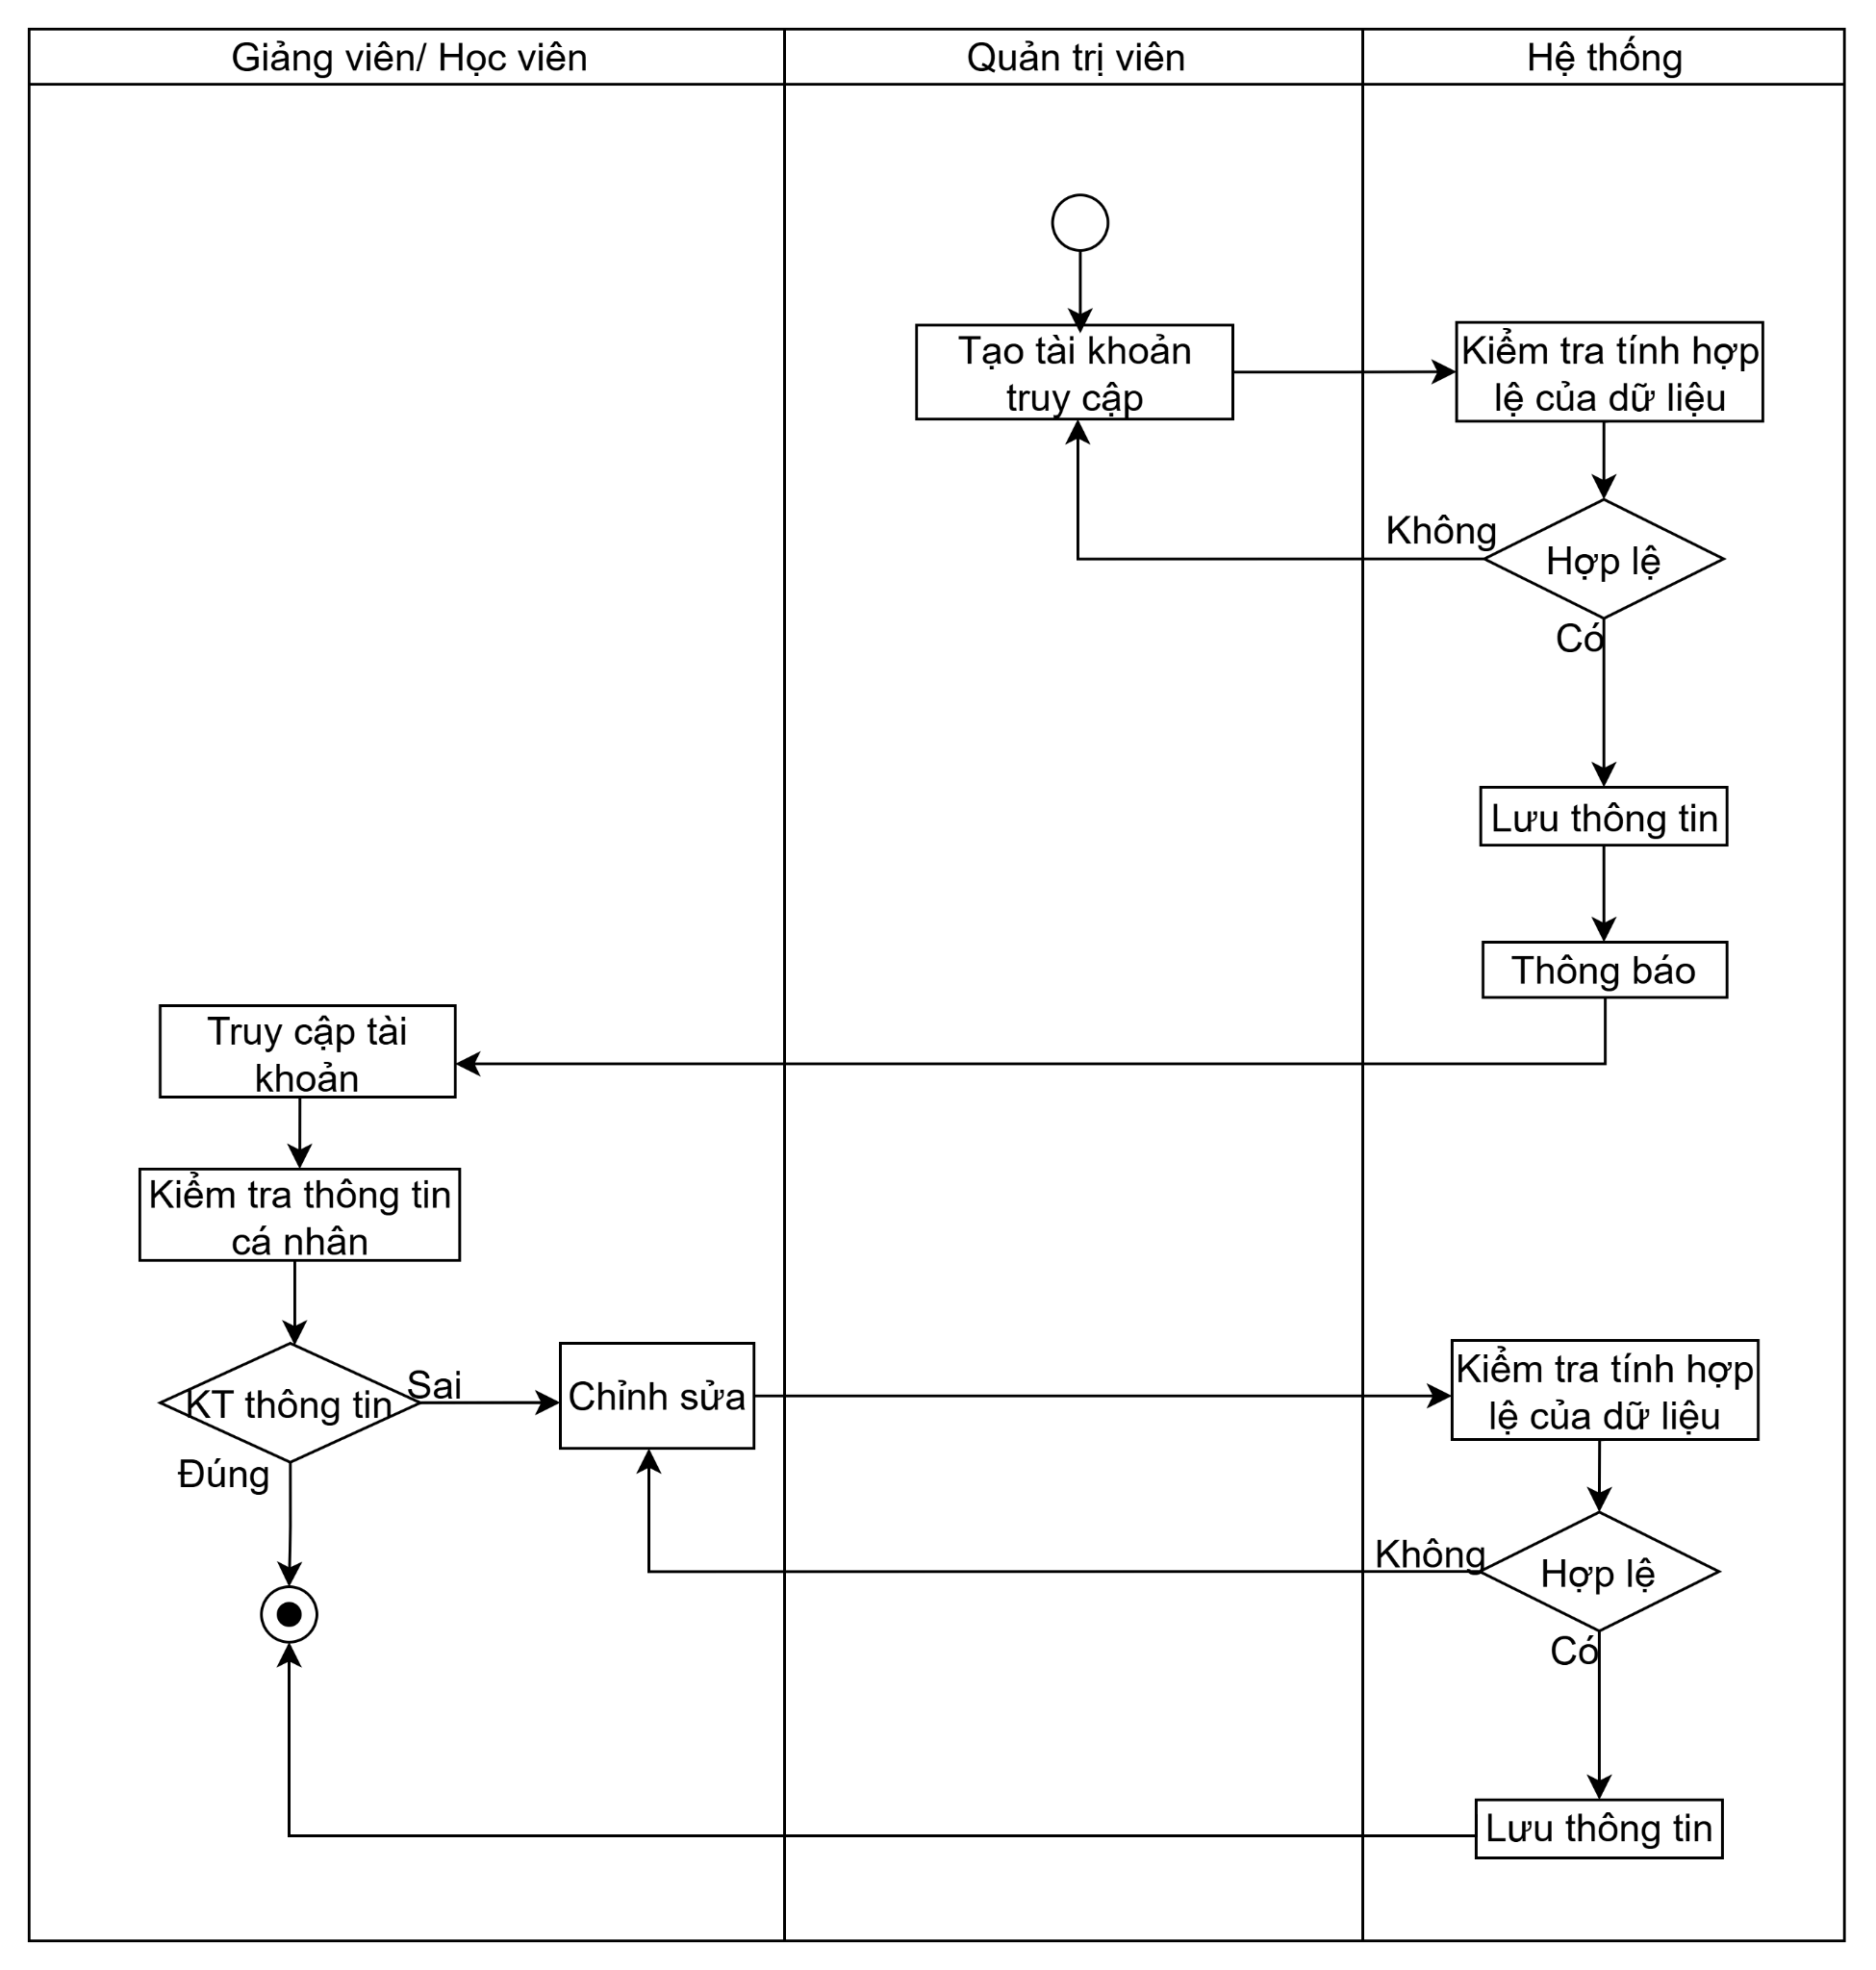 Giảng viên/ Học viên
Quản trị viên
Hệ thống
Tạo tài khoản
truy cập
Kiểm tra tính hợp
lệ của dữ liệu
Không
Hợp lệ
Có
Lưu thông tin
Thông báo
Truy cập tài
khoản
Kiểm tra thông tin
cá nhân
KT thông tin
Sai
Đúng
Chỉnh sửa
Kiểm tra tính hợp
lệ của dữ liệu
Không
Hợp lệ
Có
Lưu thông tin